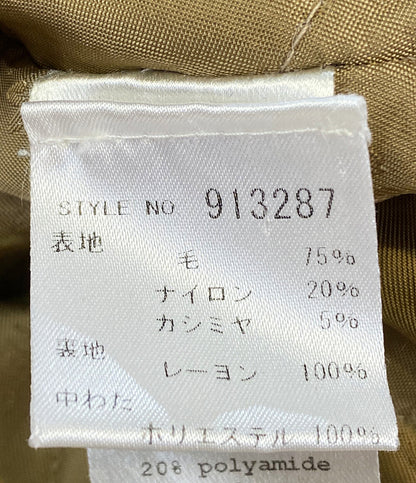 STYLE NO 913287
表地
毛 75%
ナイロン 20%
カシミヤ 5%
裏地
レーヨン 100%
中わた
ポリエステル 100%
20% polyamide